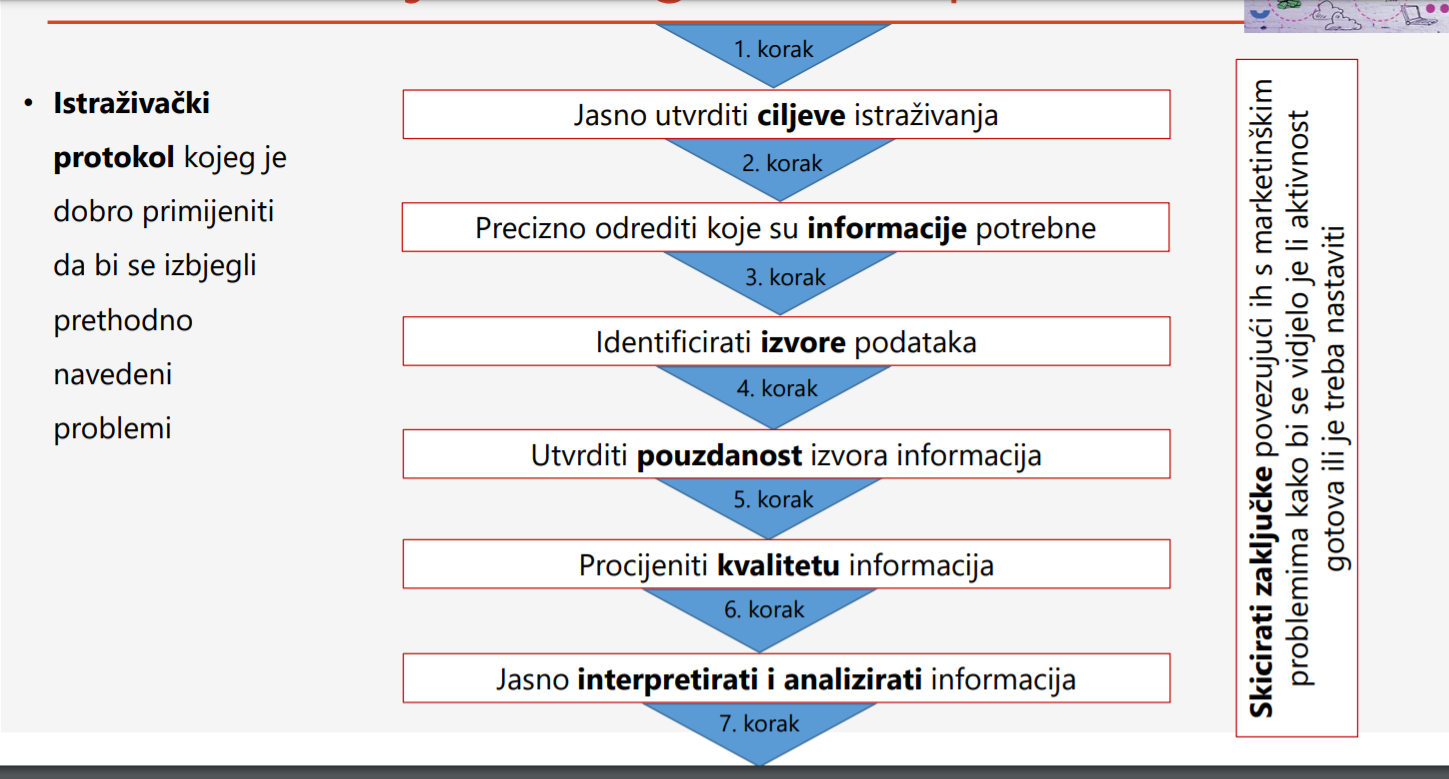 • Istraživački
protokol kojeg je
dobro primijeniti
da bi se izbjegli
prethodno
navedeni
problemi
1. korak
Jasno utvrditi ciljeve istraživanja
2. korak
Precizno odrediti koje su informacije potrebne
3. korak
Identificirati izvore podataka
4. korak
Utvrditi pouzdanost izvora informacija
5. korak
Procijeniti kvalitetu informacija
6. korak
Jasno interpretirati i analizirati informacija
7. korak
Skicirati zaključke povezujući ih s marketinškim
problemima kako bi se vidjelo je li aktivnost
gotova ili je treba nastaviti